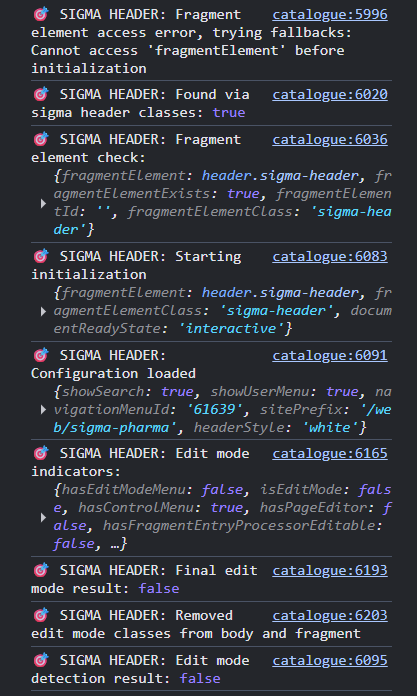 🎯 SIGMA HEADER: Fragment catalogue:5996
element access error, trying fallbacks:
Cannot access 'fragmentElement' before
initialization
🎯 SIGMA HEADER: Found via catalogue:6020
sigma header classes: true
🎯 SIGMA HEADER: Fragment catalogue:6036
element check:
{fragmentElement: header.sigma-header, fr
agmentElementExists: true, fragmentElemen
tId: '', fragmentElementClass: 'sigma-hea
der'}
🎯 SIGMA HEADER: Starting catalogue:6083
initialization
{fragmentElement: header.sigma-header, fr
agmentElementClass: 'sigma-header', docum
entReadyState: 'interactive'}
🎯 SIGMA HEADER: catalogue:6091
Configuration loaded
{showSearch: true, showUserMenu: true, na
vigationMenuId: '61639', sitePrefix: '/we
b/sigma-pharma', headerStyle: 'white'}
🎯 SIGMA HEADER: Edit mode catalogue:6165
indicators:
{hasEditModeMenu: false, isEditMode: fals
e, hasControlMenu: true, hasPageEditor: f
alse, hasFragmentEntryProcessorEditable:
false, …}
🎯 SIGMA HEADER: Final edit catalogue:6193
mode result: false
🎯 SIGMA HEADER: Removed catalogue:6203
edit mode classes from body and fragment
🎯 SIGMA HEADER: Edit mode catalogue:6095
detection result: false